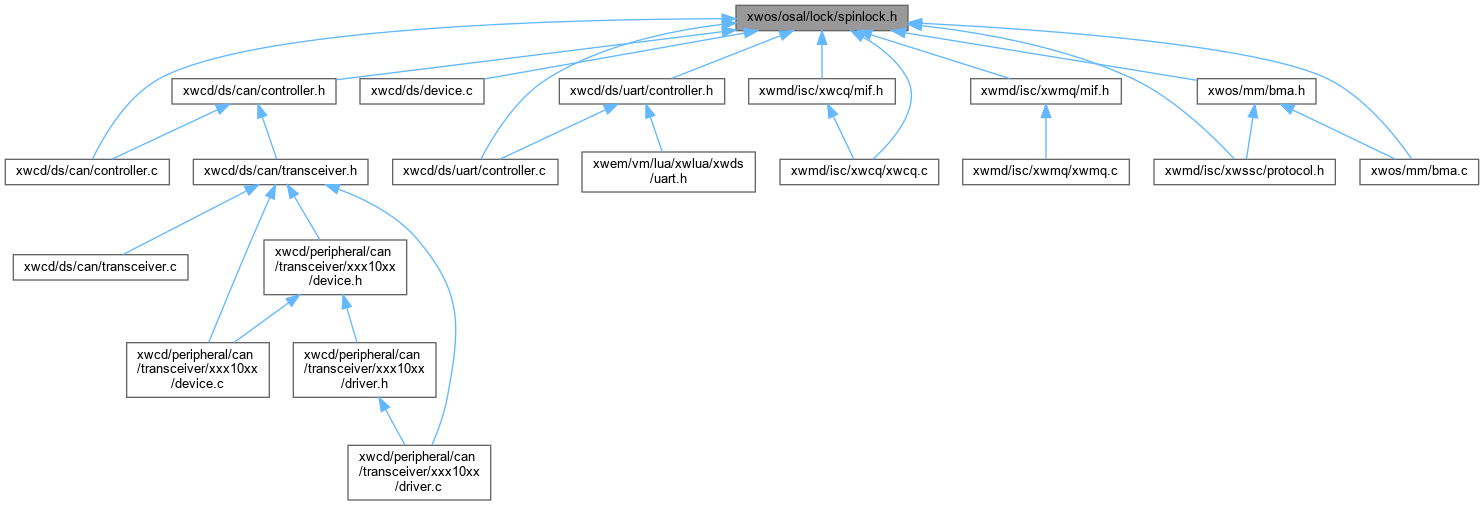 xwos/osal/lock/spinlock.h
xwcd/ds/can/controller.h
xwcd/ds/device.c
xwcd/ds/uart/controller.h
xwmd/isc/xwcq/mif.h
xwmd/isc/xwmq/mif.h
xwos/mm/bma.h
xwcd/ds/can/controller.c
xwcd/ds/can/transceiver.h
xwcd/ds/uart/controller.c
xwem/vm/lua/xwlua/xwds
/uart.h
xwmd/isc/xwcq/xwcq.c
xwmd/isc/xwmq/xwmq.c
xwmd/isc/xwssc/protocol.h
xwos/mm/bma.c
xwcd/ds/can/transceiver.c
xwcd/peripheral/can
/transceiver/xxx10xx
/device.h
xwcd/peripheral/can
/transceiver/xxx10xx
/device.c
xwcd/peripheral/can
/transceiver/xxx10xx
/driver.h
xwcd/peripheral/can
/transceiver/xxx10xx
/driver.c